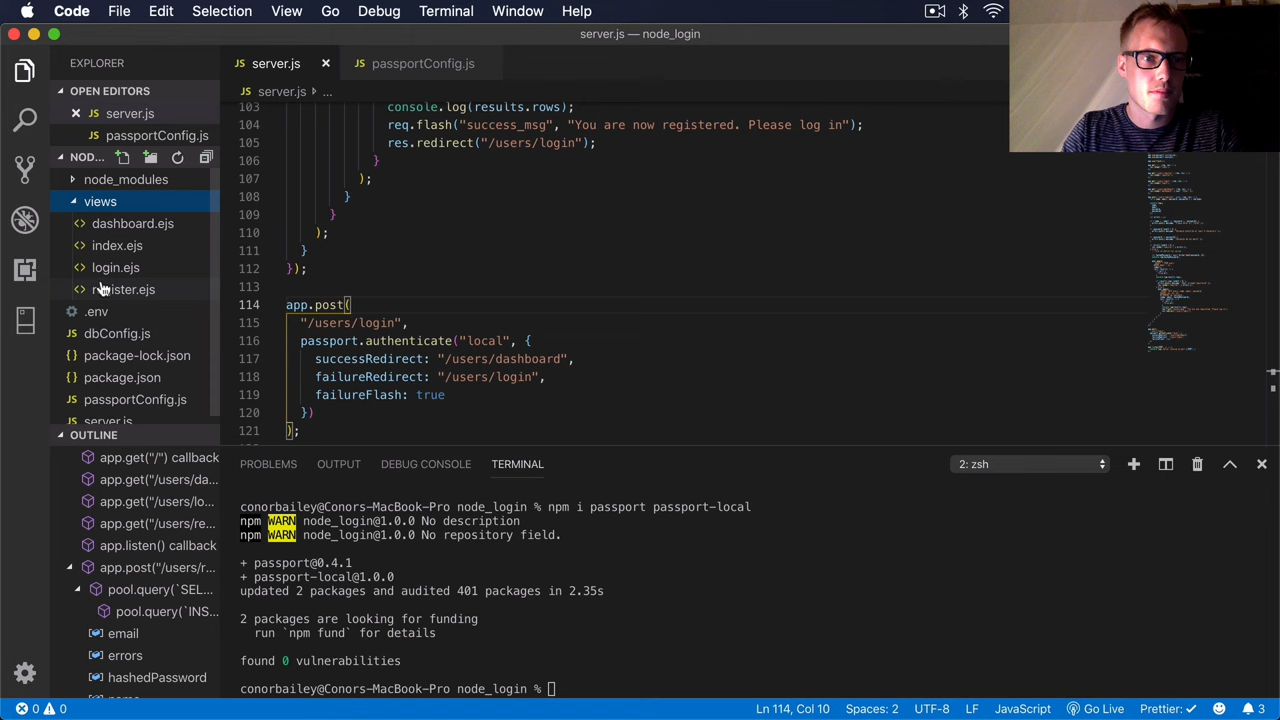 Code File Edit Selection View Go Debug Terminal Window Help
server.js — node_login
EXPLORER
OPEN EDITORS
JS server.js
JS passportConfig.js
NOD...
node_modules
views
<> dashboard.ejs
<> index.ejs
<> login.ejs
<> register.ejs
.env
JS dbConfig.js
{} package-lock.json
{} package.json
JS passportConfig.js
JS server.js
OUTLINE
app.get("/") callback
app.get("/users/da...
app.get("/users/lo...
app.get("/users/re...
app.listen() callback
app.post("/users/r...
pool.query(`SEL...
pool.query(`INS...
email
errors
hashedPassword
JS server.js
JS passportConfig.js
JS server.js > ...
103 console.log(results.rows);
104 req.flash("success_msg", "You are now registered. Please log in");
105 res.redirect("/users/login");
106 }
107 );
108 }
109 }
110 );
111 }
112 });
113
114 app.post(
115 "/users/login",
116 passport.authenticate("local", {
117 successRedirect: "/users/dashboard",
118 failureRedirect: "/users/login",
119 failureFlash: true
120 })
121 );
PROBLEMS OUTPUT DEBUG CONSOLE TERMINAL
2: zsh
conorbailey@Conors-MacBook-Pro node_login % npm i passport passport-local
npm WARN node_login@1.0.0 No description
npm WARN node_login@1.0.0 No repository field.
+ passport@0.4.1
+ passport-local@1.0.0
updated 2 packages and audited 401 packages in 2.35s
2 packages are looking for funding
run `npm fund` for details
found 0 vulnerabilities
conorbailey@Conors-MacBook-Pro node_login %
0 0
Ln 114, Col 10 Spaces: 2 UTF-8 LF JavaScript Go Live Prettier: ✓ 3